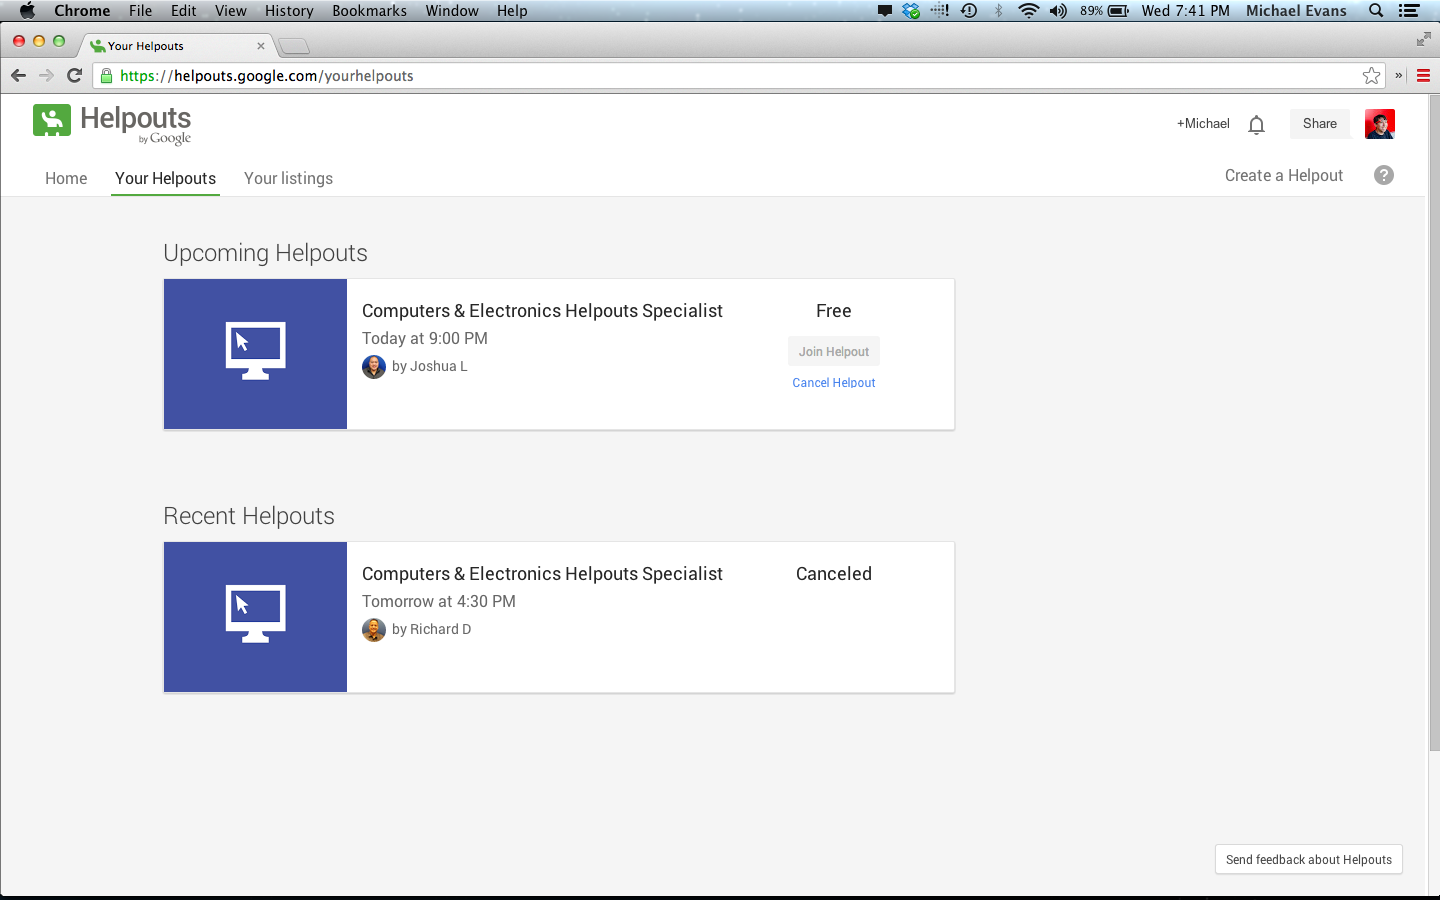 Chrome File Edit View History Bookmarks Window Help 89% Wed 7:41 PM Michael Evans
Your Helpouts
https://helpouts.google.com/yourhelpouts
Helpouts
by Google
+Michael Share
Home Your Helpouts Your listings Create a Helpout ?
Upcoming Helpouts
Computers & Electronics Helpouts Specialist Free
Today at 9:00 PM
Join Helpout
by Joshua L
Cancel Helpout
Recent Helpouts
Computers & Electronics Helpouts Specialist Canceled
Tomorrow at 4:30 PM
by Richard D
Send feedback about Helpouts